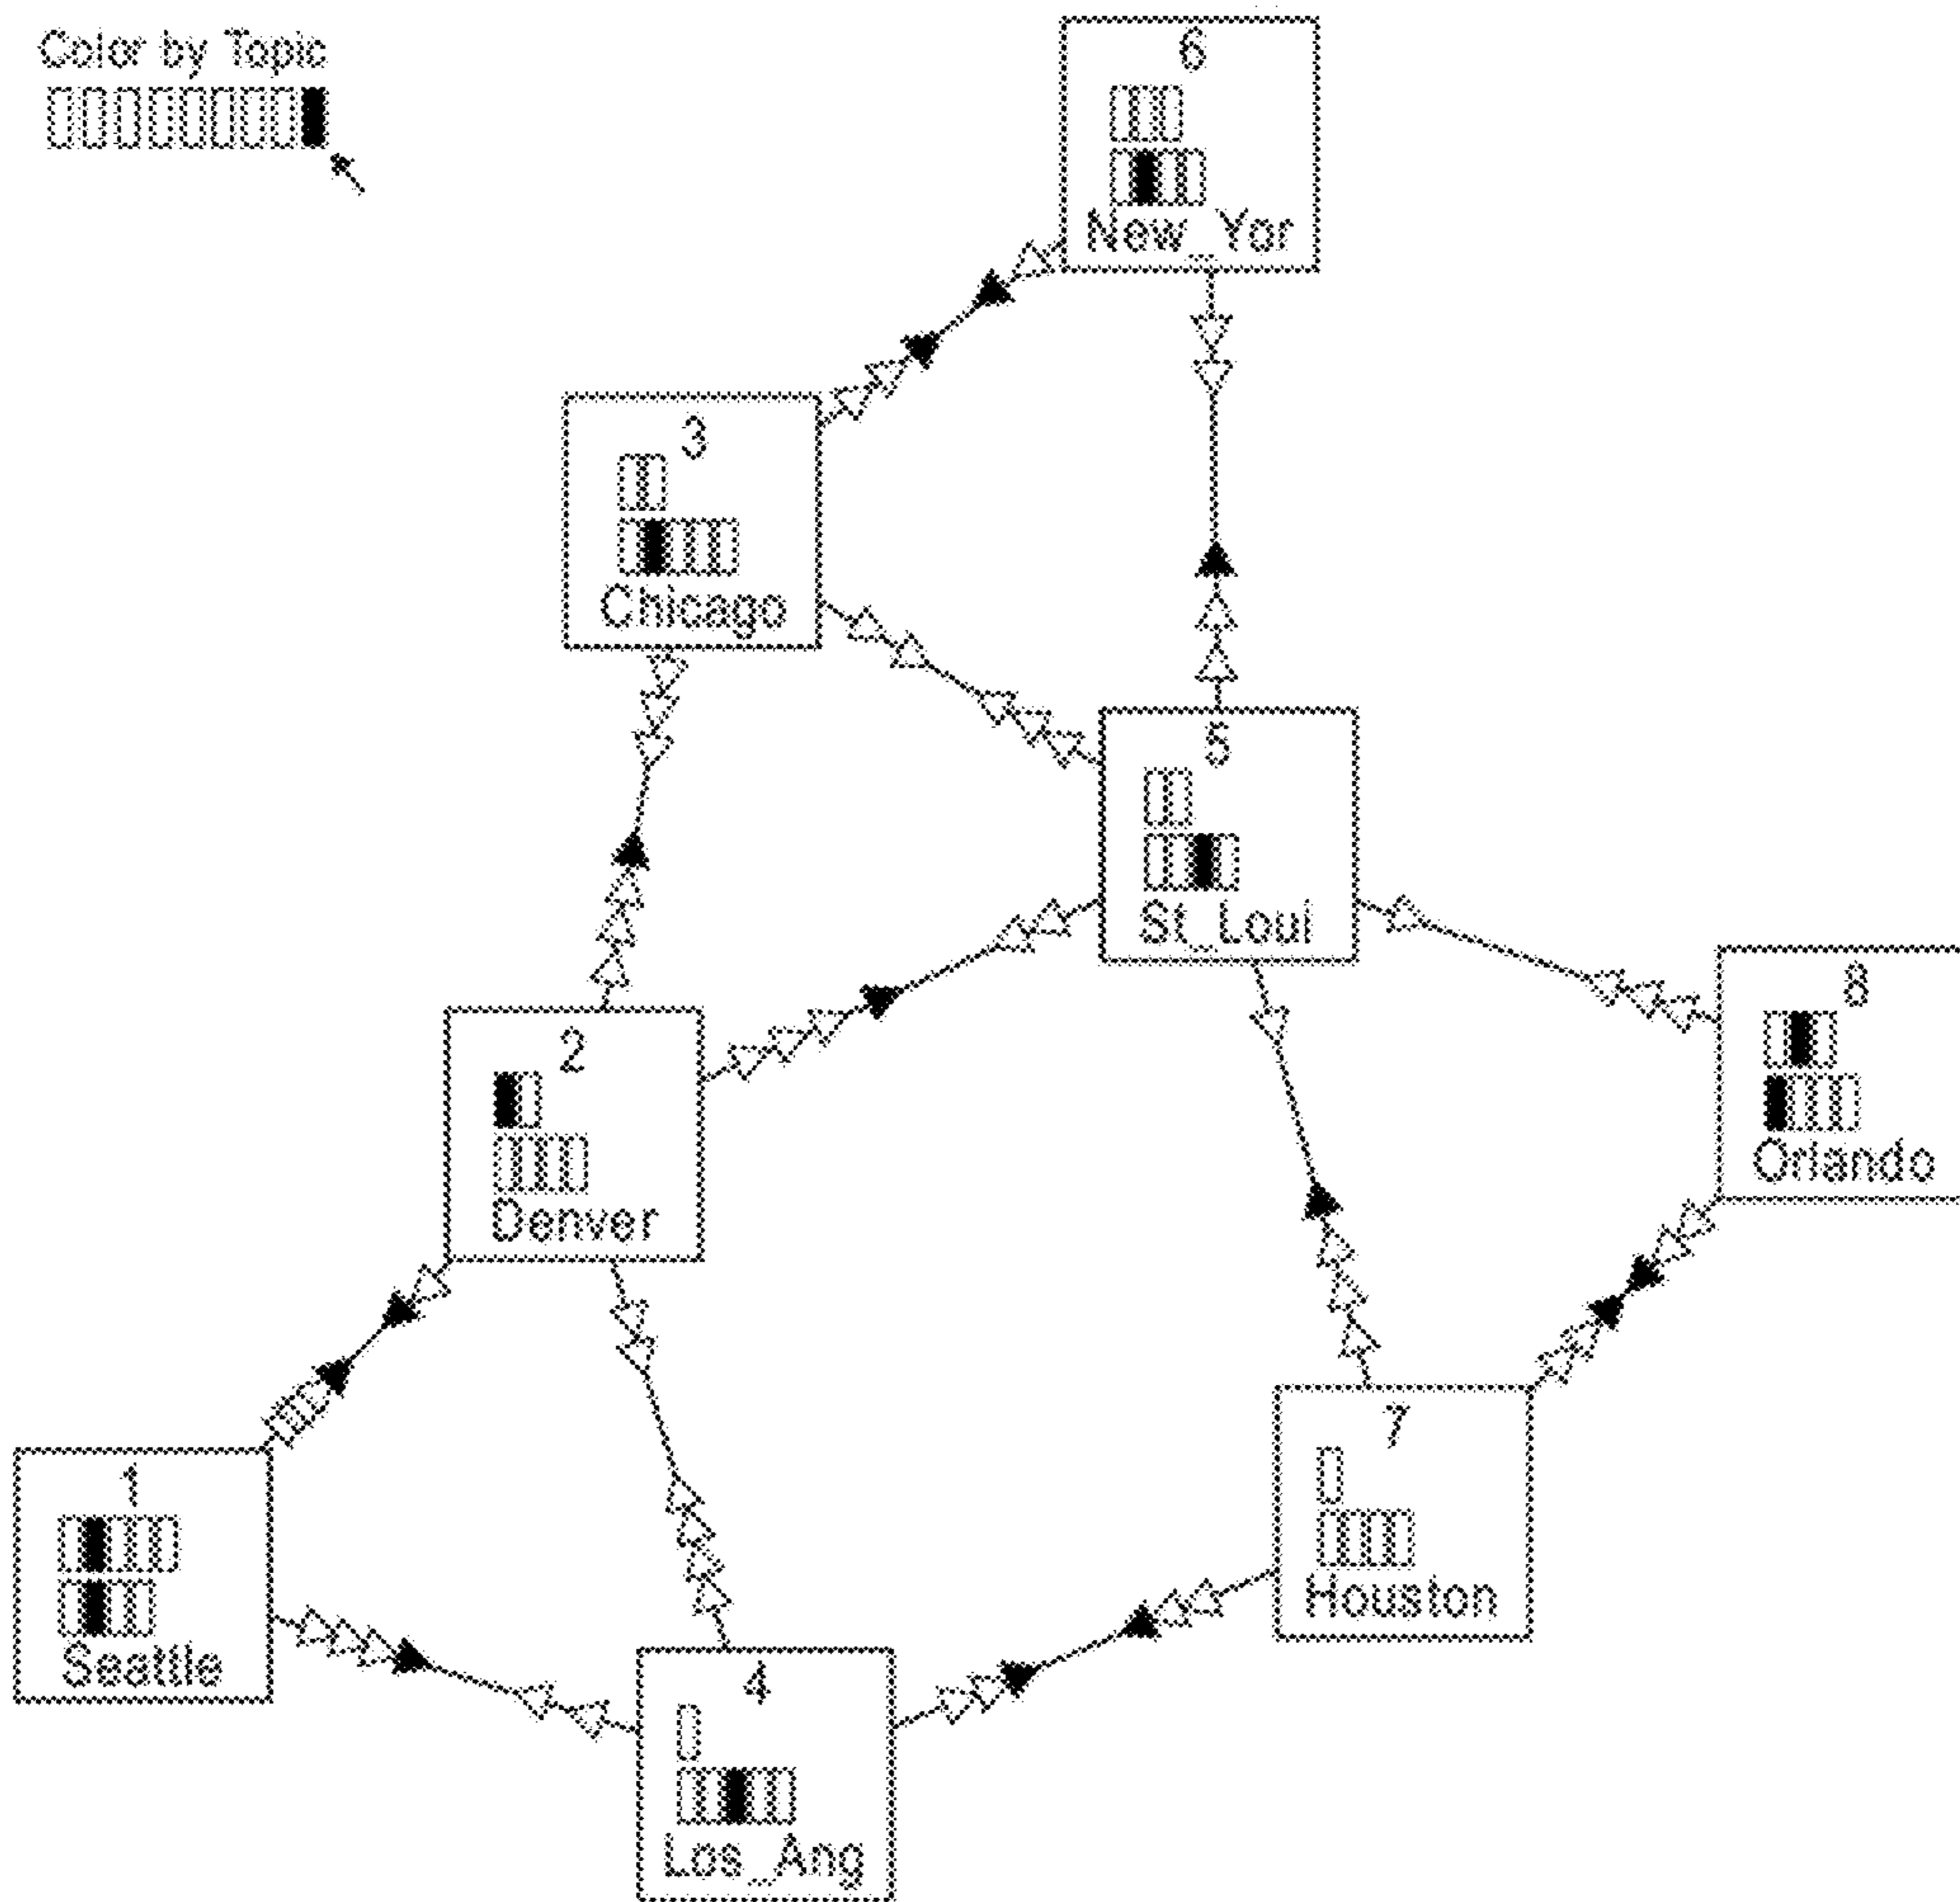 Color by Topic
6
New_Yor
3
Chicago
5
St_Loui
8
Orlando
2
Denver
7
Houston
1
Seattle
4
Los_Ang